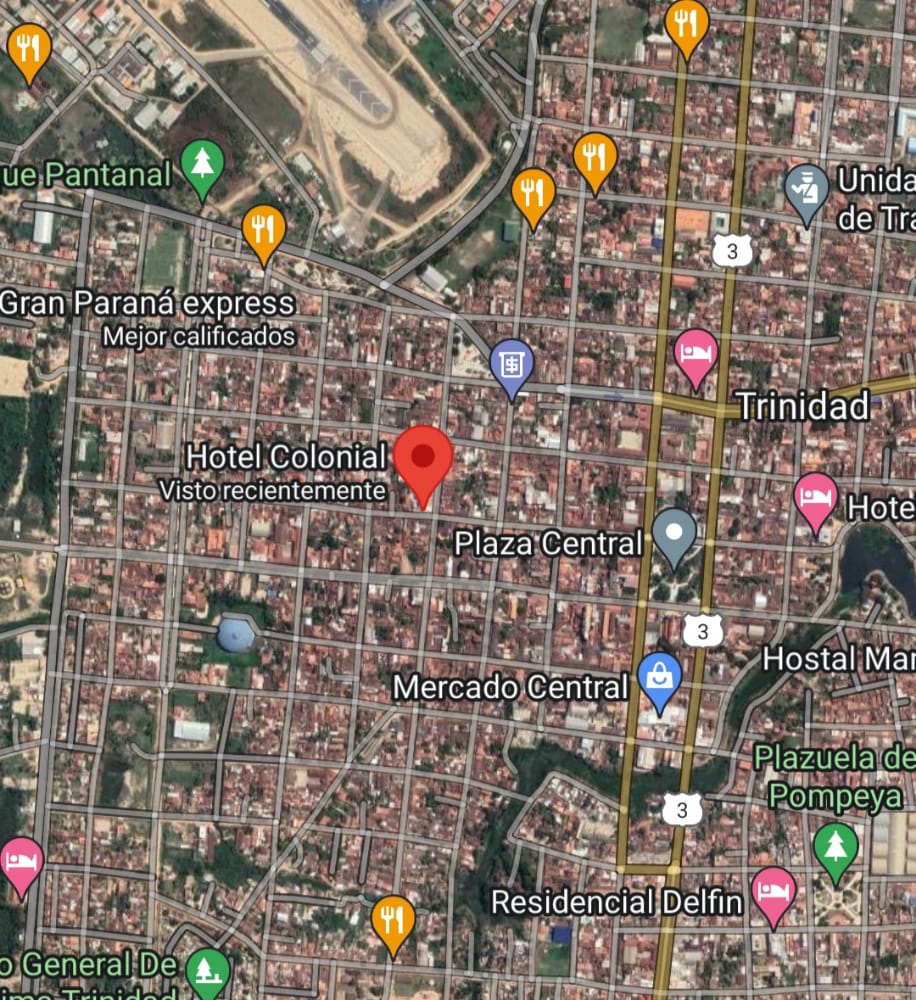 ue Pantanal
Unida
de Tra
3
Gran Paraná express
Mejor calificados
Trinidad
Hotel Colonial
Visto recientemente
Hote
Plaza Central
3
Hostal Mar
Mercado Central
Plazuela de
Pompeya
3
Residencial Delfin
o General De
Trinidad